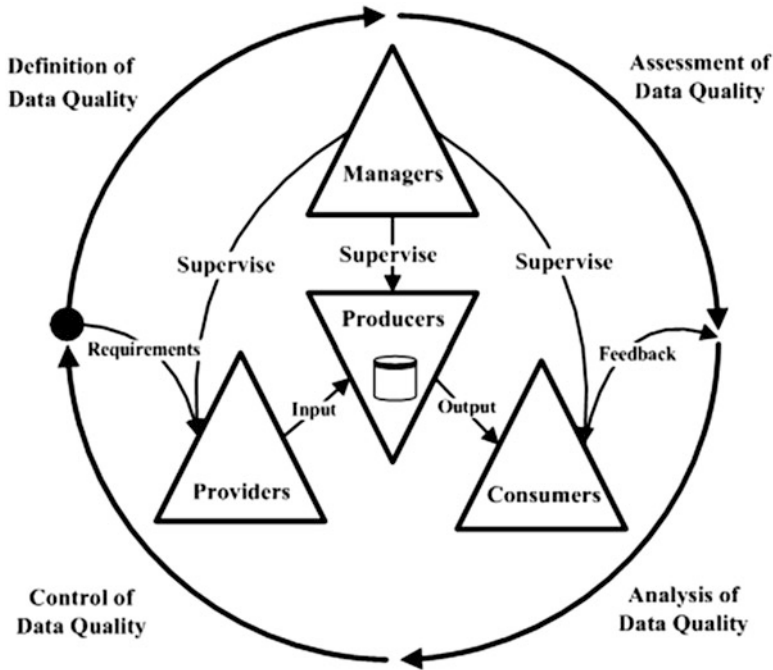 Definition of
Data Quality
Assessment of
Data Quality
Managers
Supervise
Supervise
Supervise
Producers
Requirements
Feedback
Input
Output
Providers
Consumers
Control of
Data Quality
Analysis of
Data Quality